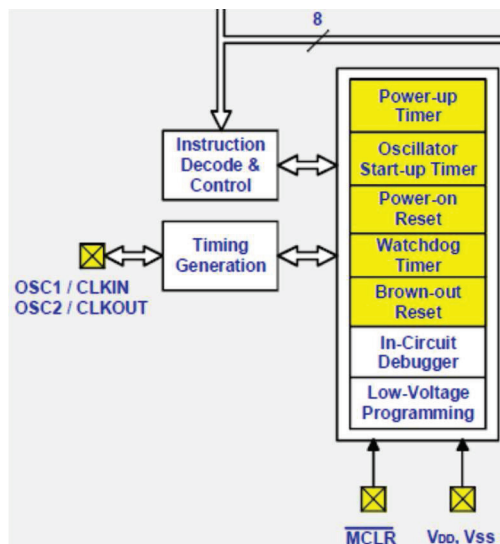 8
Power-up
Timer
Instruction
Decode &
Control
Oscillator
Start-up Timer
Power-on
Reset
Timing
Generation
Watchdog
Timer
OSC1 / CLKIN
OSC2 / CLKOUT
Brown-out
Reset
In-Circuit
Debugger
Low-Voltage
Programming
MCLR
VDD, VSS